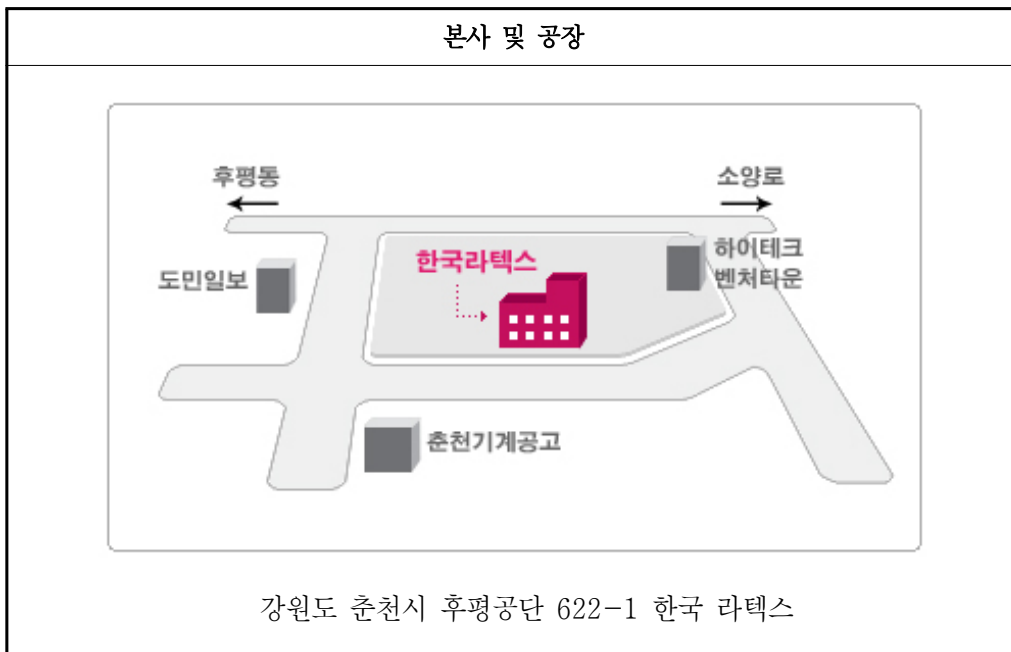 본사 및 공장
후평동
소양로
도민일보
한국라텍스
하이테크
벤처타운
춘천기계공고
강원도 춘천시 후평공단 622-1 한국 라텍스